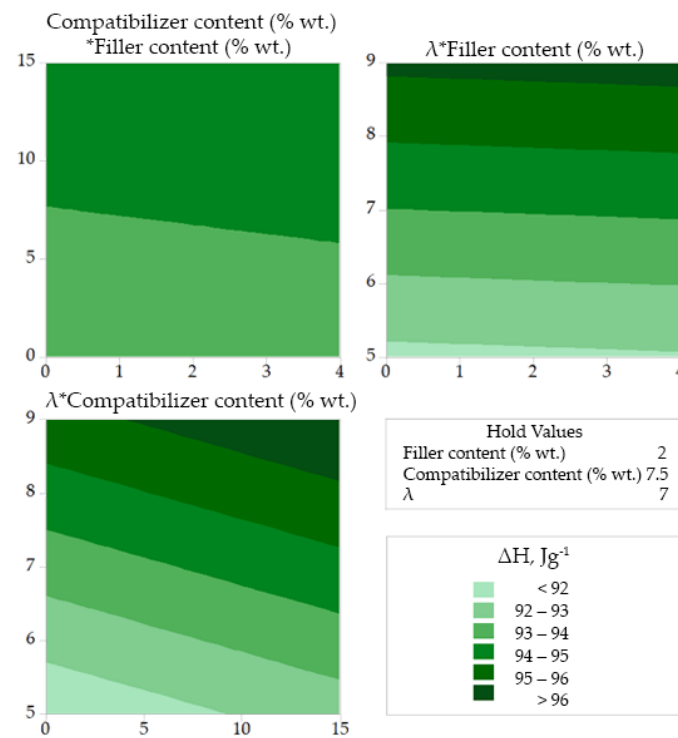 Compatibilizer content (% wt.)
*Filler content (% wt.)
15
10
5
0
0 1 2 3 4
λ*Filler content (% wt.)
9
8
7
6
5
0 1 2 3 4
λ*Compatibilizer content (% wt.)
9
8
7
6
5
0 5 10 15
Hold Values
Filler content (% wt.) 2
Compatibilizer content (% wt.) 7.5
λ 7
ΔH, Jg⁻¹
< 92
92 – 93
93 – 94
94 – 95
95 – 96
> 96